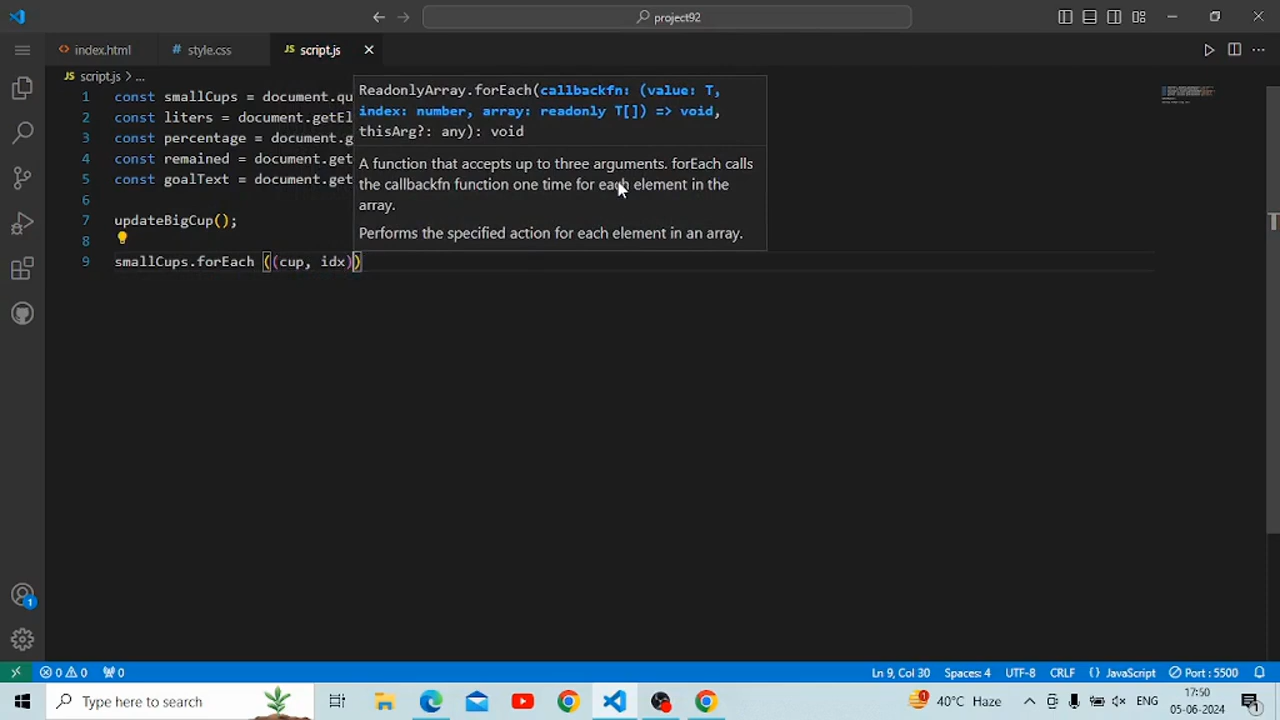 project92
index.html
style.css
JS script.js
JS script.js > ...
1 const smallCups = document.qu
2 const liters = document.getEl
3 const percentage = document.g
4 const remained = document.get
5 const goalText = document.get
6
7 updateBigCup();
8
9 smallCups.forEach ((cup, idx))
ReadonlyArray.forEach(callbackfn: (value: T,
index: number, array: readonly T[]) => void,
thisArg?: any): void
A function that accepts up to three arguments. forEach calls
the callbackfn function one time for each element in the
array.
Performs the specified action for each element in an array.
1
0 0 0
Ln 9, Col 30 Spaces: 4 UTF-8 CRLF {} JavaScript Port : 5500
Type here to search
1
40°C Haze
ENG
17:50
05-06-2024
1